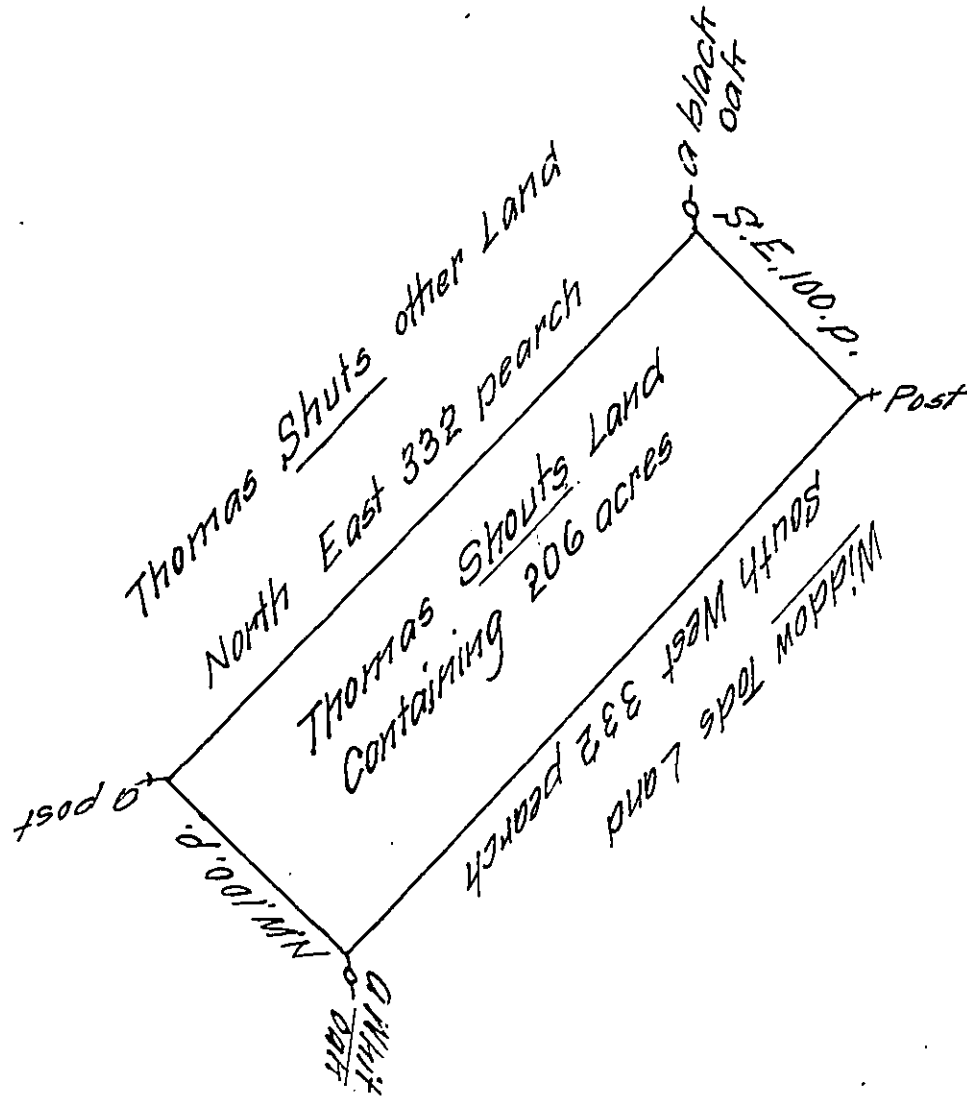 Thomas Shuts other Land
North East 332 pearch
a black
oak
S.E. 100. p.
Post
Thomas Shouts Land
Containing 206 acres
South West 332 pearch
Widdow Tods Land
a Whit
oak
N.W. 100. p.
a post